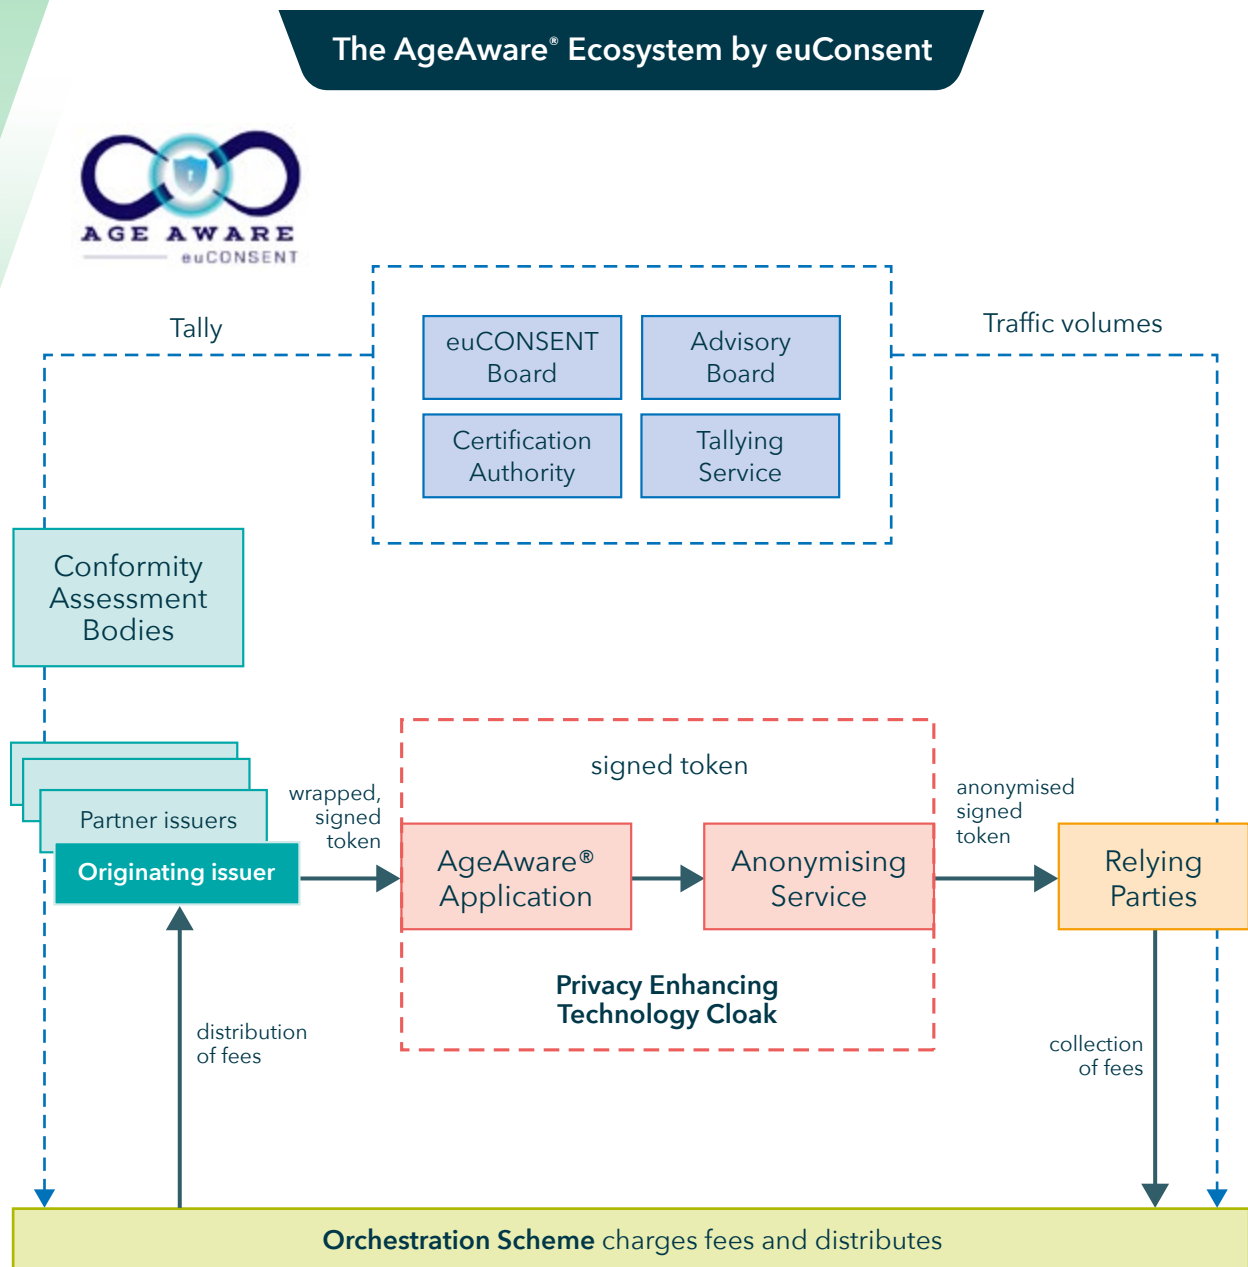 The AgeAware® Ecosystem by euConsent
AGE AWARE
euCONSENT
Tally
Traffic volumes
euCONSENT
Board
Advisory
Board
Certification
Authority
Tallying
Service
Conformity
Assessment
Bodies
Partner issuers
Originating issuer
wrapped,
signed
token
signed token
AgeAware®
Application
Anonymising
Service
Privacy Enhancing
Technology Cloak
anonymised
signed
token
Relying
Parties
distribution
of fees
collection
of fees
Orchestration Scheme charges fees and distributes